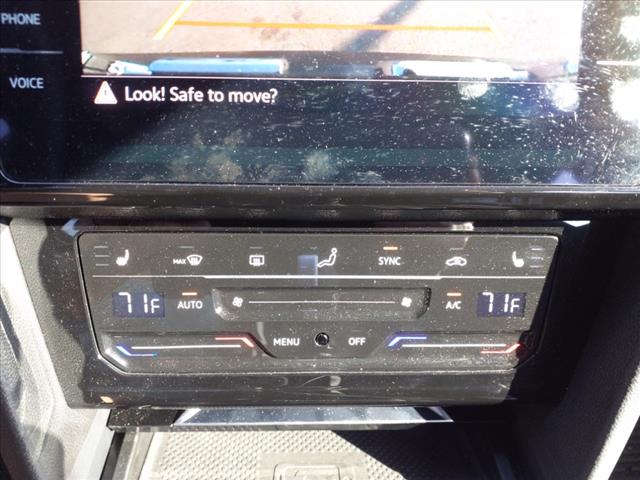 PHONE
VOICE
Look! Safe to move?
MAX SYNC
71F AUTO A/C 71F
MENU OFF